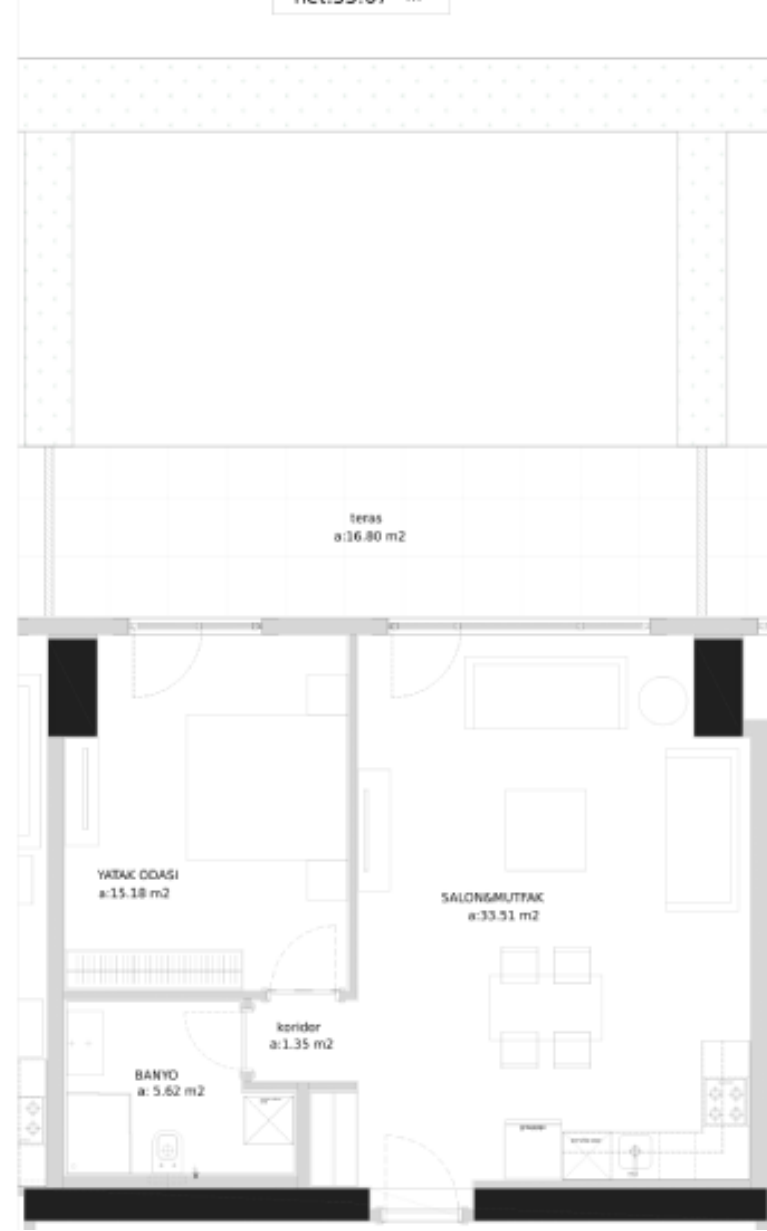 teras
a:16.80 m2
YATAK ODASI
a:15.18 m2
SALON&MUTFAK
a:33.51 m2
koridor
a:1.35 m2
BANYO
a: 5.62 m2